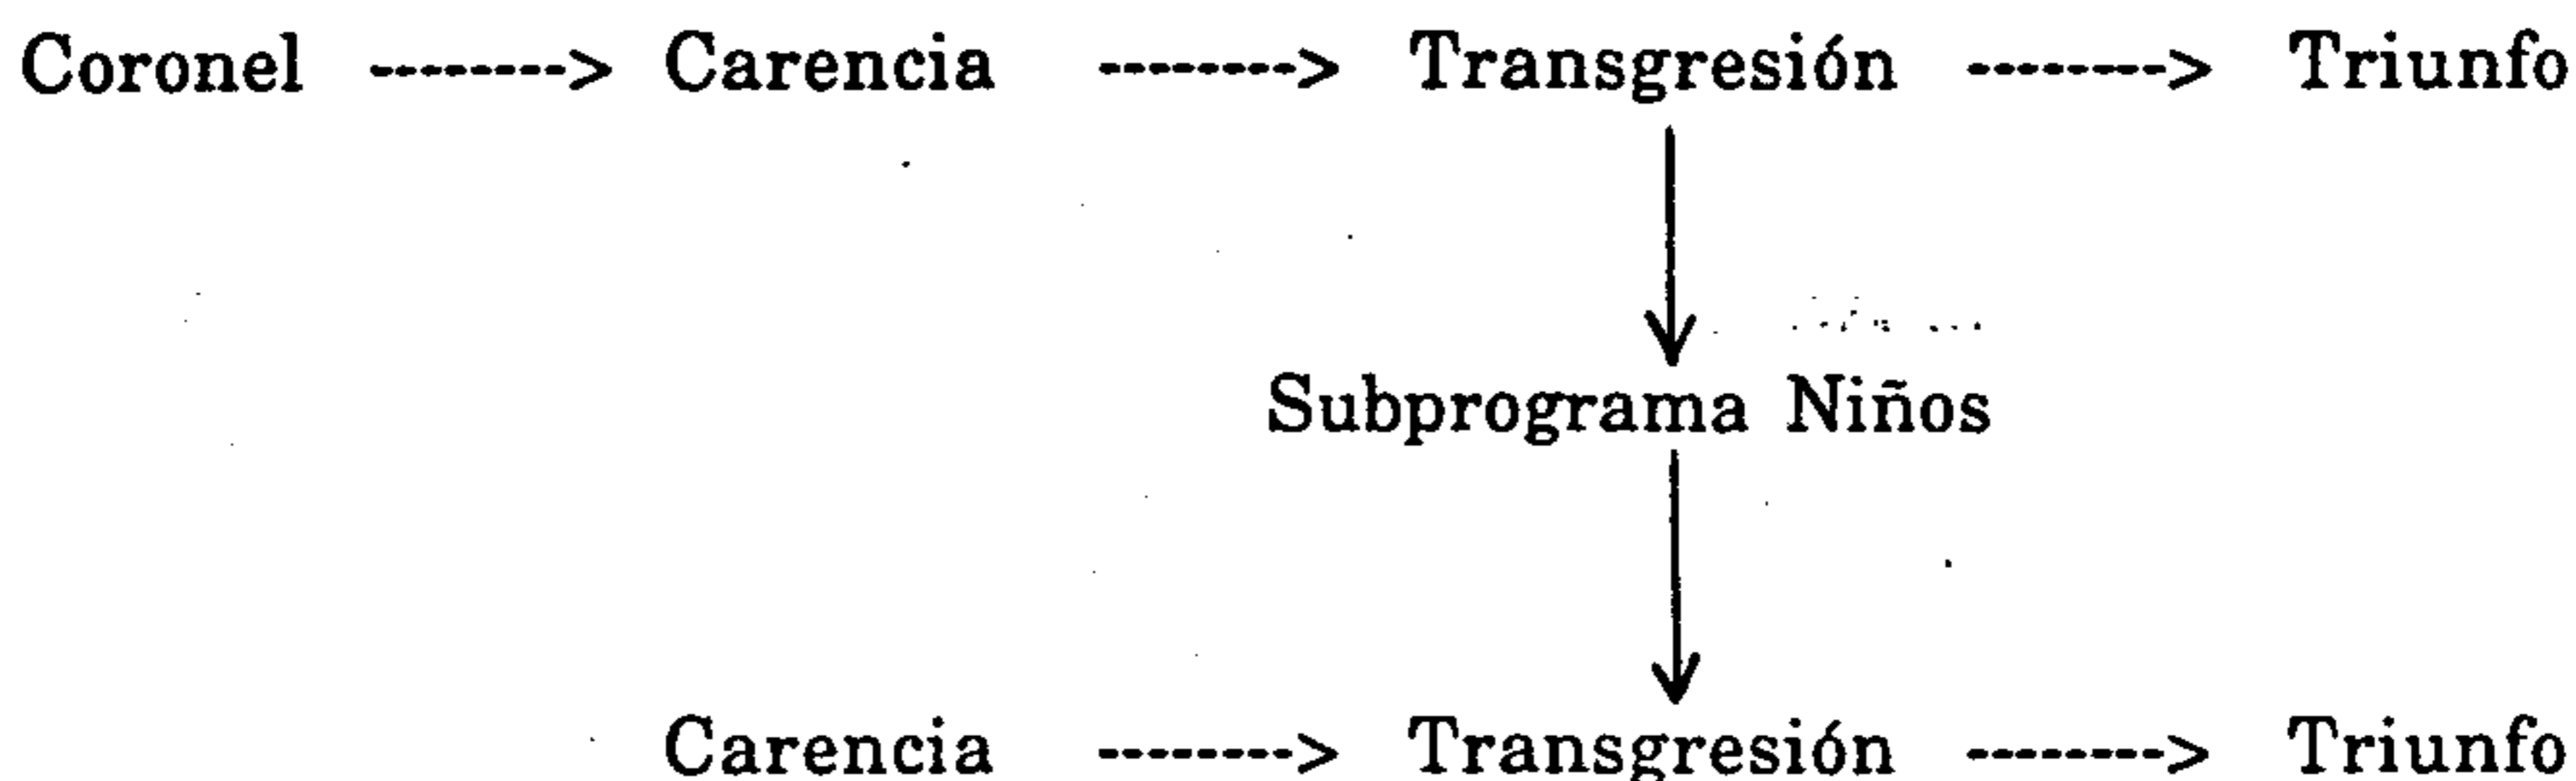 Coronel --------> Carencia --------> Transgresión --------> Triunfo
Subprograma Niños
Carencia --------> Transgresión --------> Triunfo